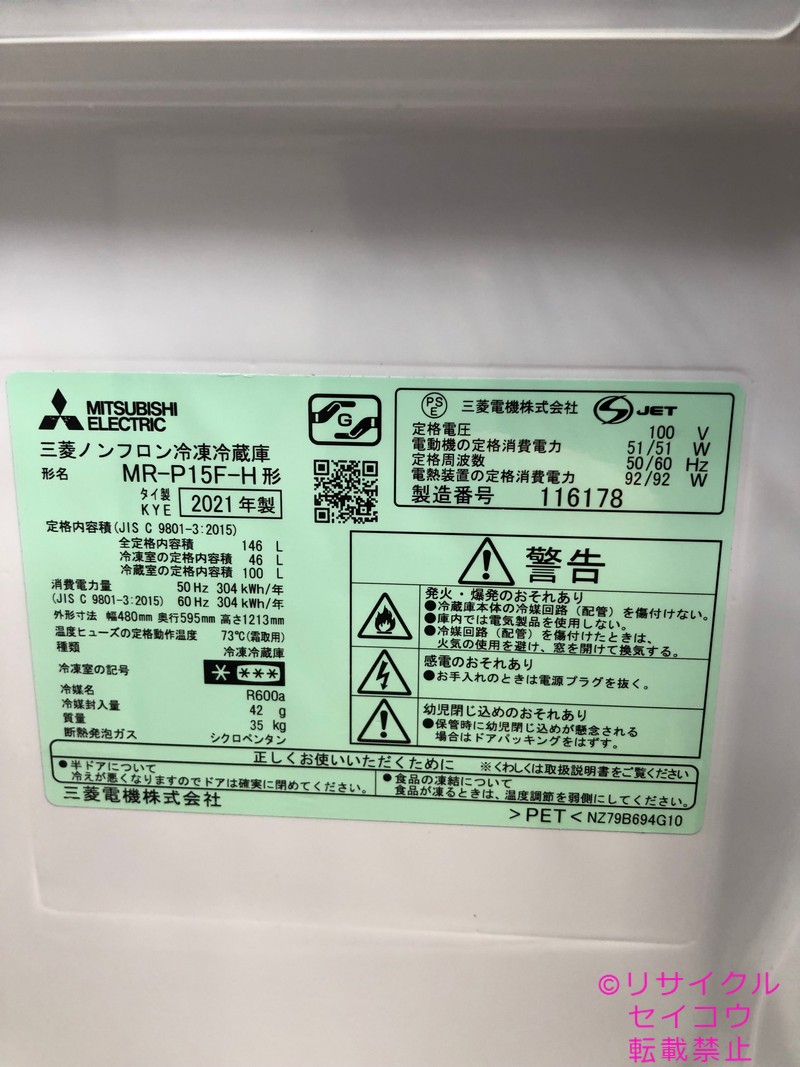 MITSUBISHI
ELECTRIC
三菱ノンフロン冷凍冷蔵庫
形名 MR-P15F-H 形
タイ製
KYE 2021年製
定格内容積 (JIS C 9801-3:2015)
全定格内容積 146 L
冷凍室の定格内容積 46 L
冷蔵室の定格内容積 100 L
消費電力量 50Hz 304 kWh/年
(JIS C 9801-3:2015) 60Hz 304 kWh/年
外形寸法 幅480mm 奥行595mm 高さ1213mm
温度ヒューズの定格動作温度 73℃(霜取用)
種類 冷凍冷蔵庫
冷凍室の記号
冷媒名 R600a
冷媒封入量 42 g
質量 35 kg
断熱発泡ガス シクロペンタン
G
PS
E 三菱電機株式会社 JET
定格電圧 100 V
電動機の定格消費電力 51/51 W
定格周波数 50/60 Hz
電熱装置の定格消費電力 92/92 W
製造番号 116178
警告
発火・爆発のおそれあり
●冷蔵庫本体の冷媒回路(配管)を傷付けない。
●庫内では電気製品を使用しない。
●冷媒回路(配管)を傷付けたときは、
火気の使用を避け、窓を開けて換気する。
感電のおそれあり
●お手入れのときは電源プラグを抜く。
幼児閉じ込めのおそれあり
●保管時に幼児閉じ込めが懸念される
場合はドアパッキングをはずす。
正しくお使いいただくために ※くわしくは取扱説明書をご覧ください
●半ドアについて
冷えが悪くなりますのでドアは確実に閉めてください。
●食品の凍結について
食品が凍るときは、温度調節を弱側にしてください。
三菱電機株式会社
>PET< NZ79B694G10
©リサイクル
セイコウ
転載禁止